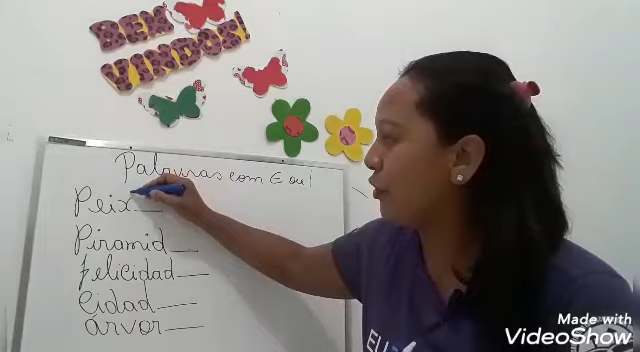 BEM
VINDOS!
Palavras com E ou I
Peix__
Piramid__
felicidad__
Cidad__
arvor__
Made with
VideoShow